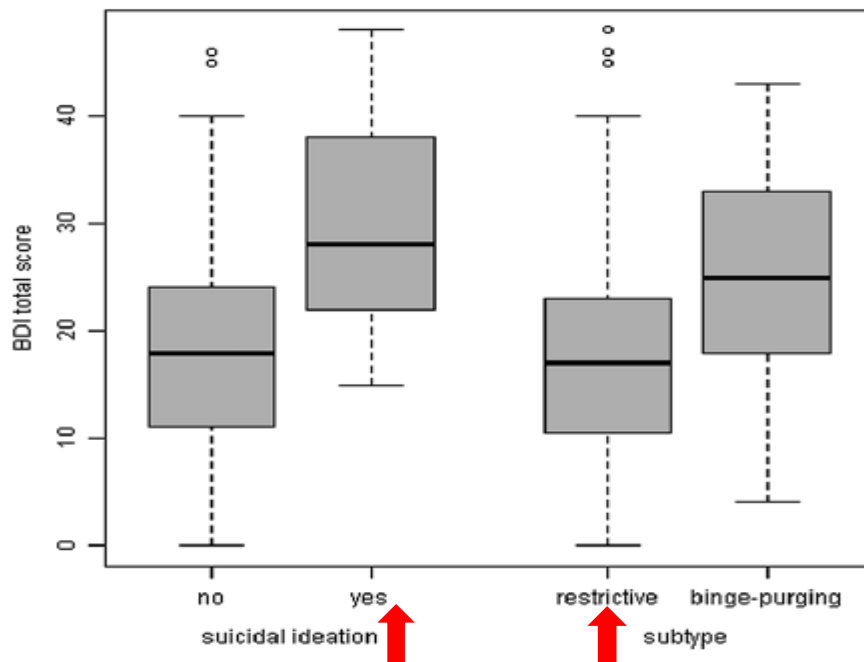 BDI total score
40
30
20
10
0
no yes restrictive binge-purging
suicidal ideation subtype